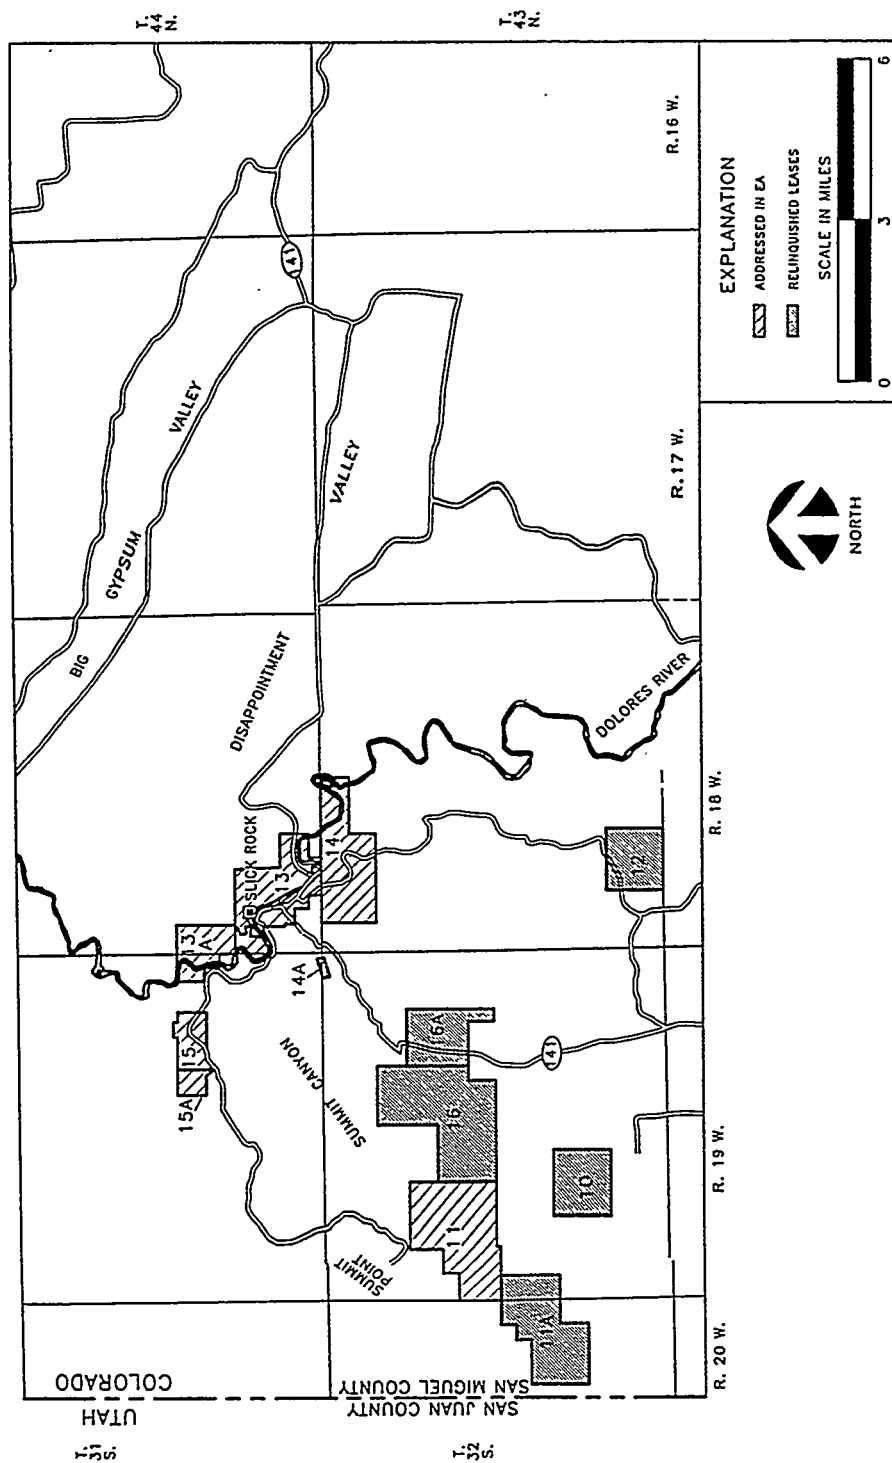 T.
31
S.
T.
32
S.
UTAH
COLORADO
SAN JUAN COUNTY
SAN MIGUEL COUNTY
T.
44
N.
T.
43
N.
BIG
GYPSUM
VALLEY
DISAPPOINTMENT
VALLEY
141
SLICK ROCK
13
A
13
14
14A
15
15A
SUMMIT CANYON
SUMMIT
POINT
DOLORES RIVER
16A
16
11
11A
10
12
141
R. 20 W.
R. 19 W.
R. 18 W.
R.17 W.
R.16 W.
NORTH
EXPLANATION
ADDRESSED IN EA
RELINQUISHED LEASES
SCALE IN MILES
0
3
6